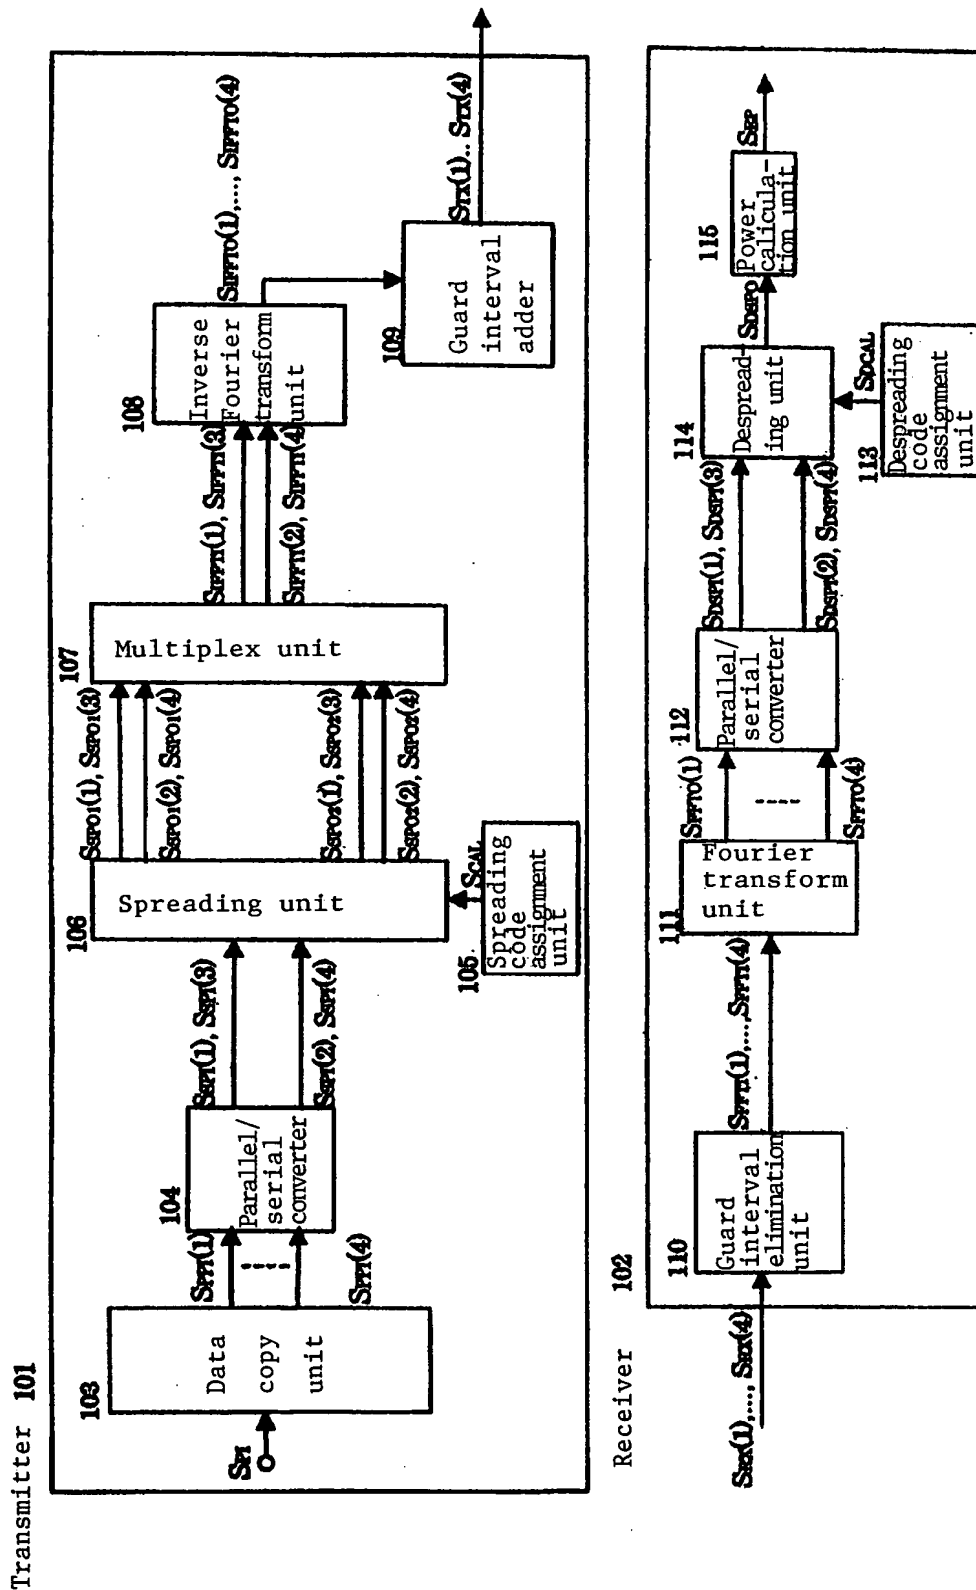 Transmitter 101
SPI
103
Data
copy
unit
SPPI(1)
SPPI(4)
104
Parallel/
serial
converter
SSPI(1), SSPI(3)
SSPI(2), SSPI(4)
105
Spreading
code
assignment
unit
SCAL
106
Spreading unit
SSPO1(1), SSPO1(3)
SSPO1(2), SSPO1(4)
SSPO2(1), SSPO2(3)
SSPO2(2), SSPO2(4)
107
Multiplex unit
SIFFTI(1), SIFFTI(3)
SIFFTI(2), SIFFTI(4)
108
Inverse
Fourier
transform
unit
SIFFTO(1),..., SIFFTO(4)
109
Guard
interval
adder
STX(1).. STX(4)
Receiver 102
SRX(1),..., SRX(4)
110
Guard
interval
elimination
unit
SFFTI(1),...,SFFTI(4)
111
Fourier
transform
unit
SFFTO(1)
SFFTO(4)
112
Parallel/
serial
converter
SDSPI(1), SDSPI(3)
SDSPI(2), SDSPI(4)
113
Despreading
code
assignment
unit
SDCAL
114
Despread-
ing unit
SDSPO
115
Power
calicula-
tion unit
SEP